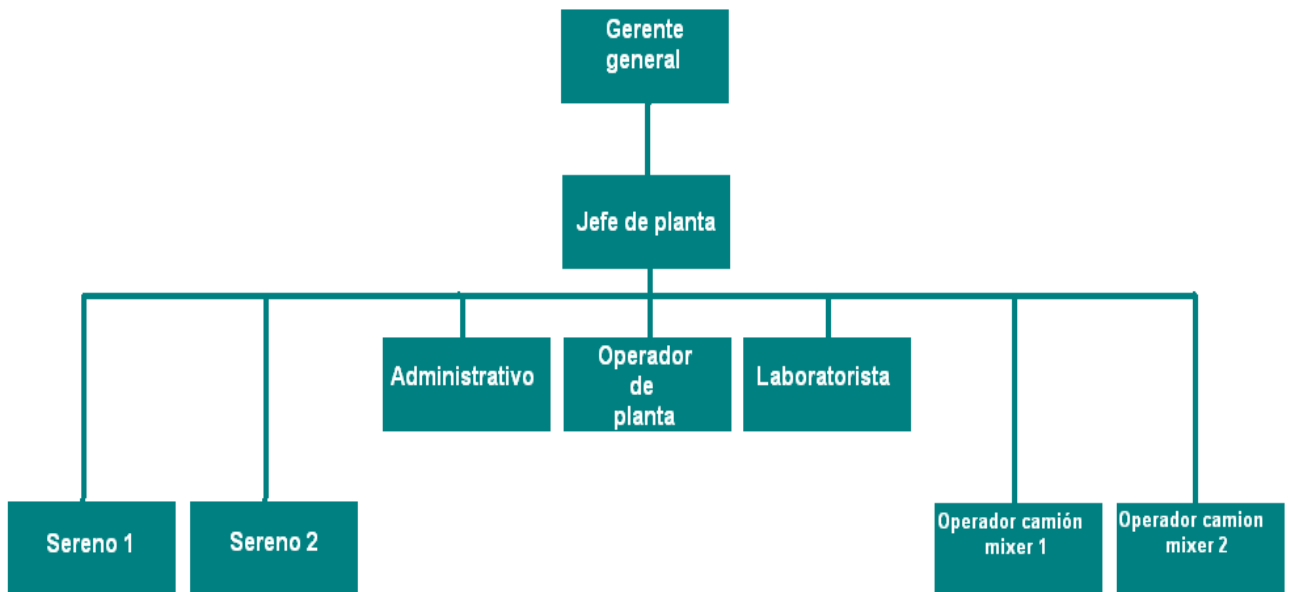 Gerente
general
Jefe de planta
Administrativo
Operador
de
planta
Laboratorista
Sereno 1
Sereno 2
Operador camión
mixer 1
Operador camion
mixer 2